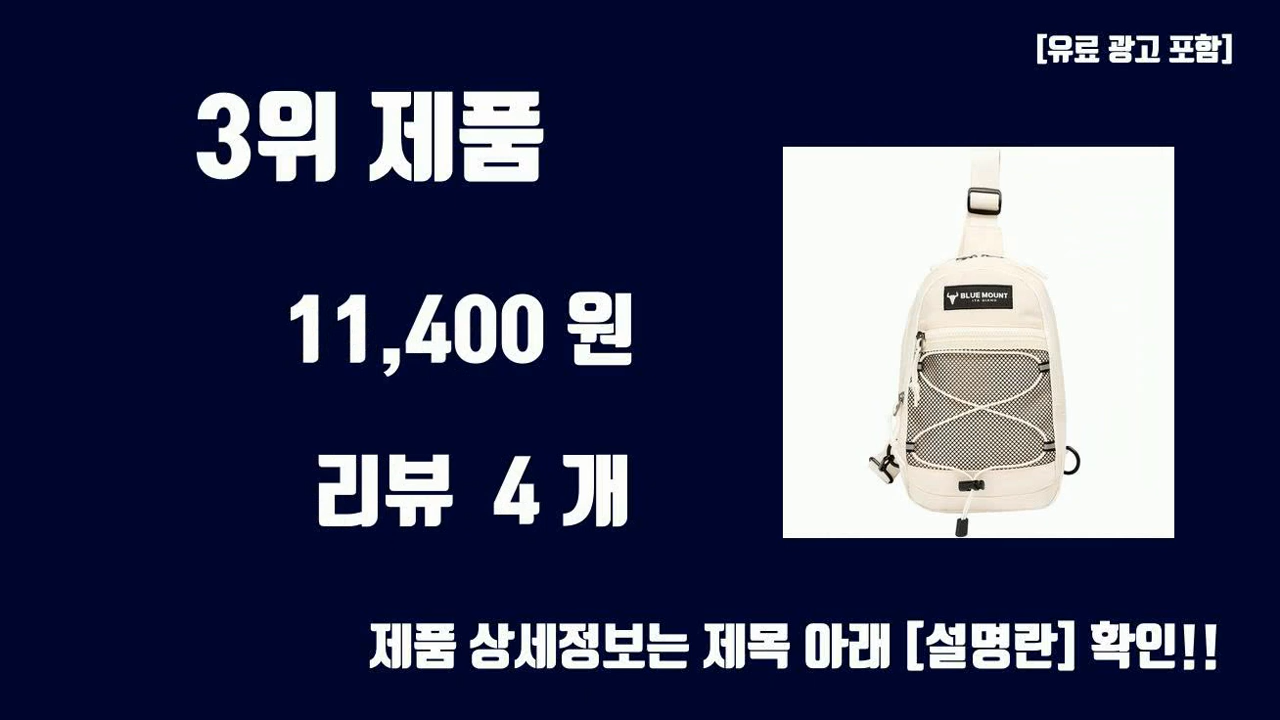 [유료 광고 포함]
3위 제품
11,400 원
리뷰 4 개
BLUE MOUNT
제품 상세정보는 제목 아래 [설명란] 확인!!